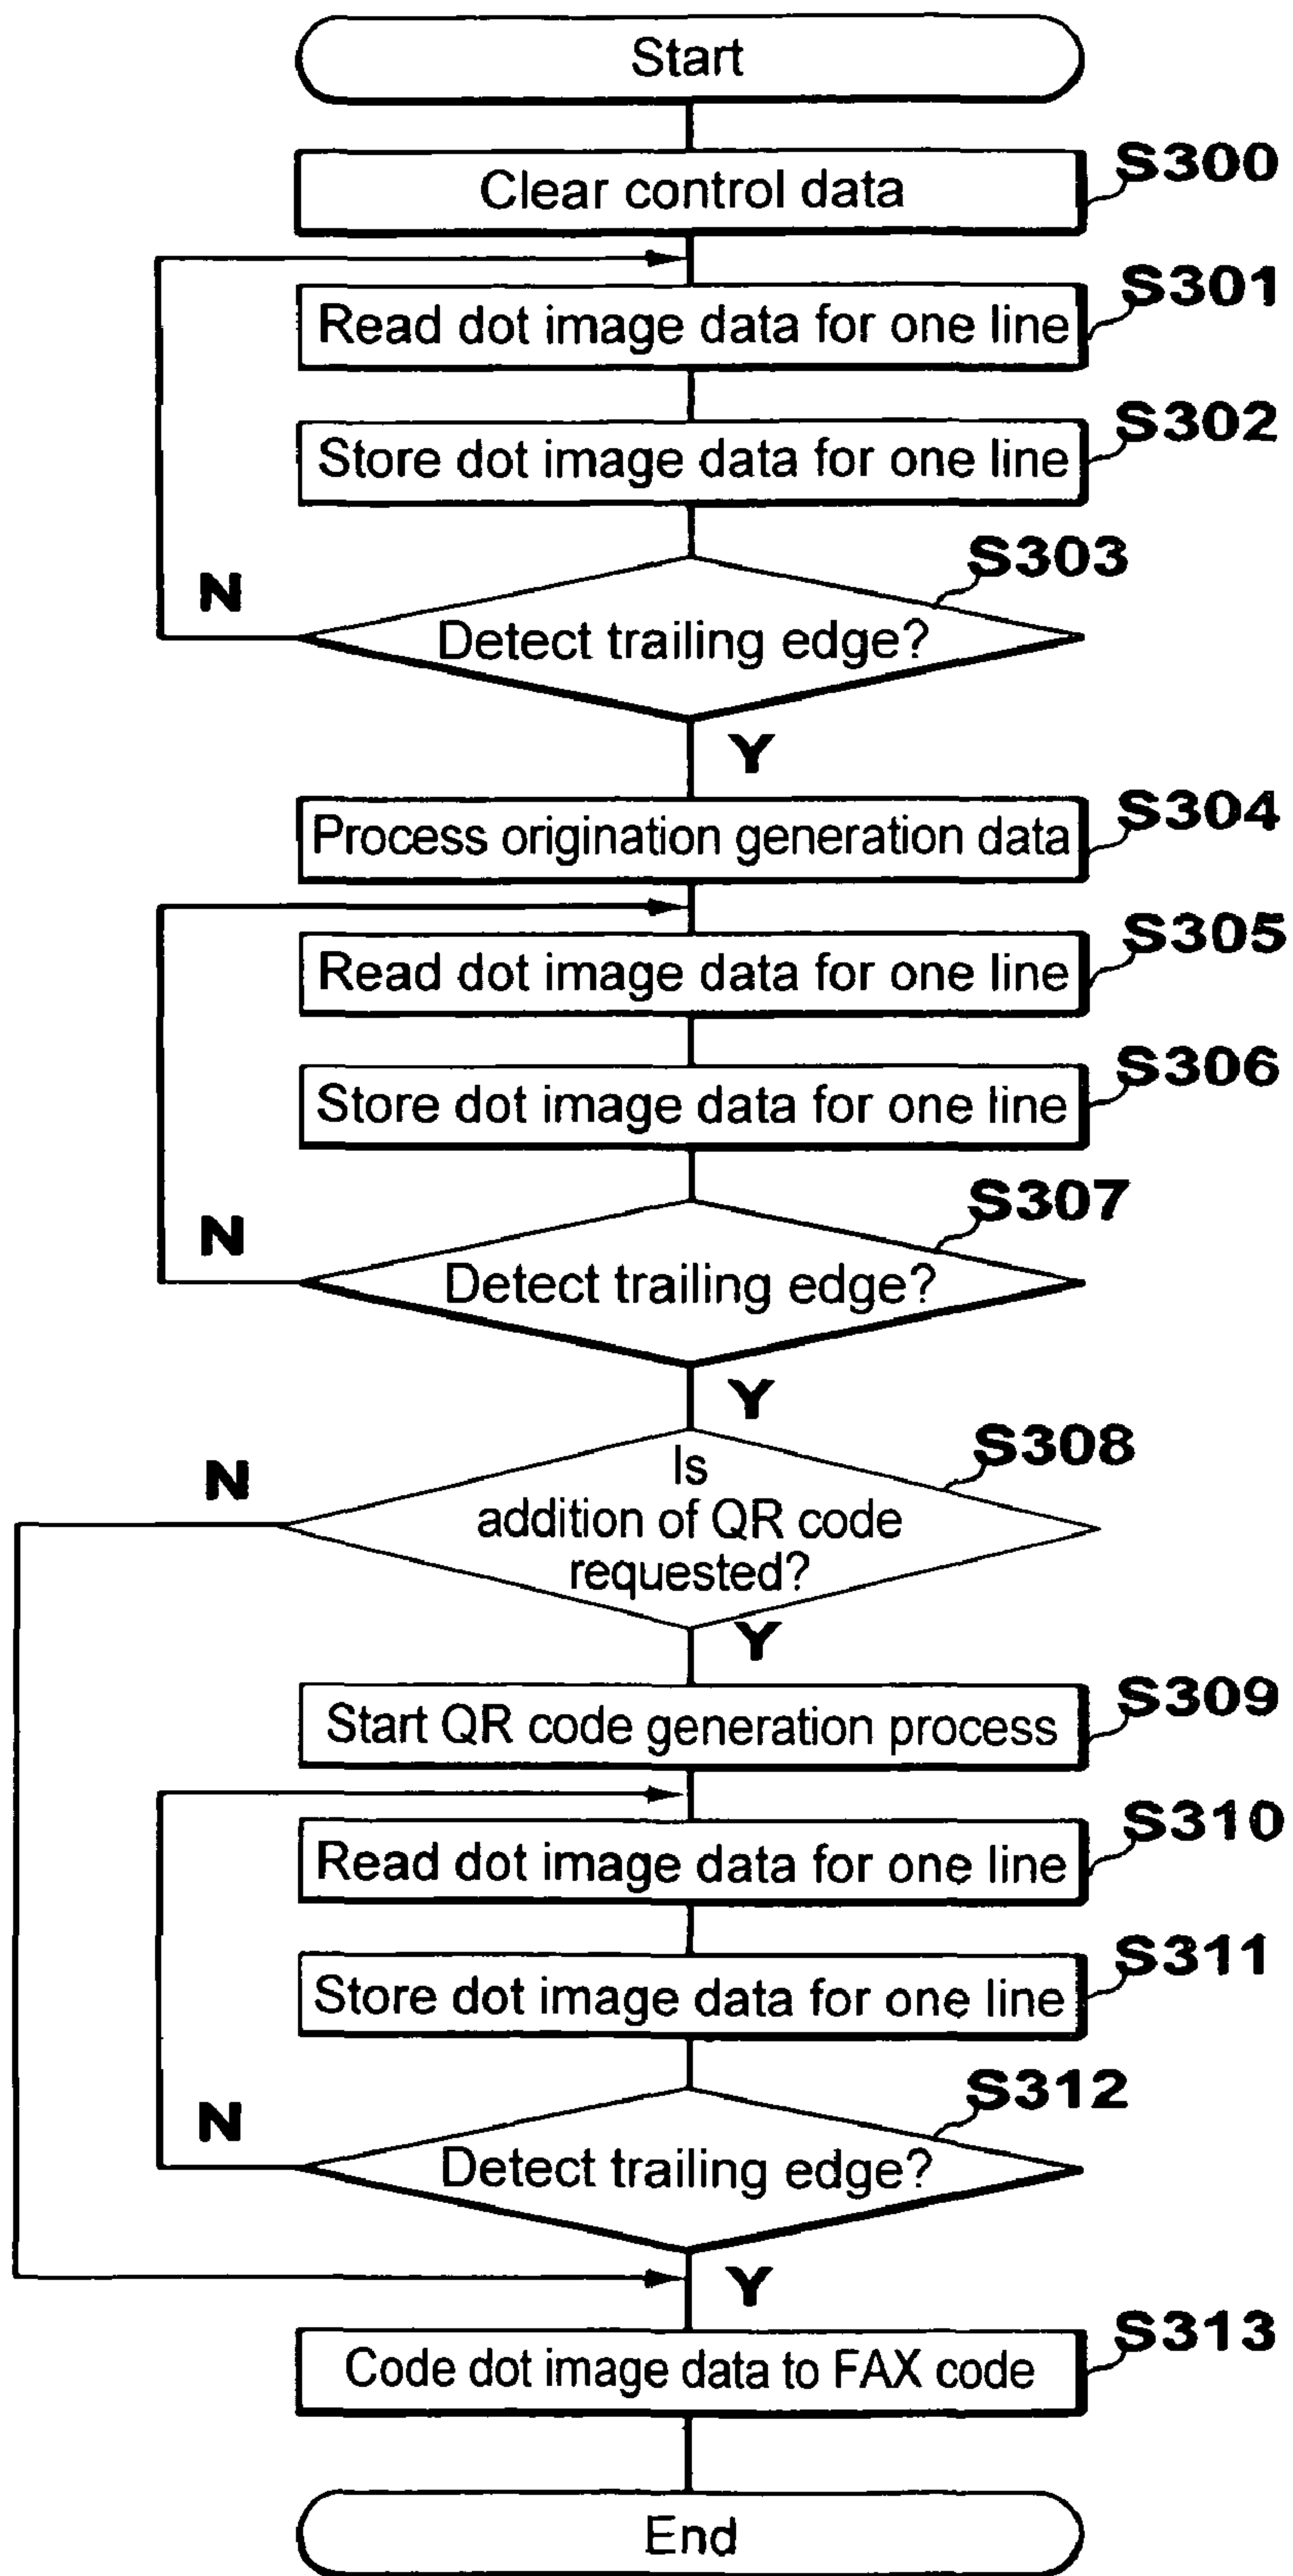 Start
Clear control data
S300
Read dot image data for one line
S301
Store dot image data for one line
S302
Detect trailing edge?
S303
N
Y
Process origination generation data
S304
Read dot image data for one line
S305
Store dot image data for one line
S306
Detect trailing edge?
S307
N
Y
Is
addition of QR code
requested?
S308
N
Y
Start QR code generation process
S309
Read dot image data for one line
S310
Store dot image data for one line
S311
Detect trailing edge?
S312
N
Y
Code dot image data to FAX code
S313
End